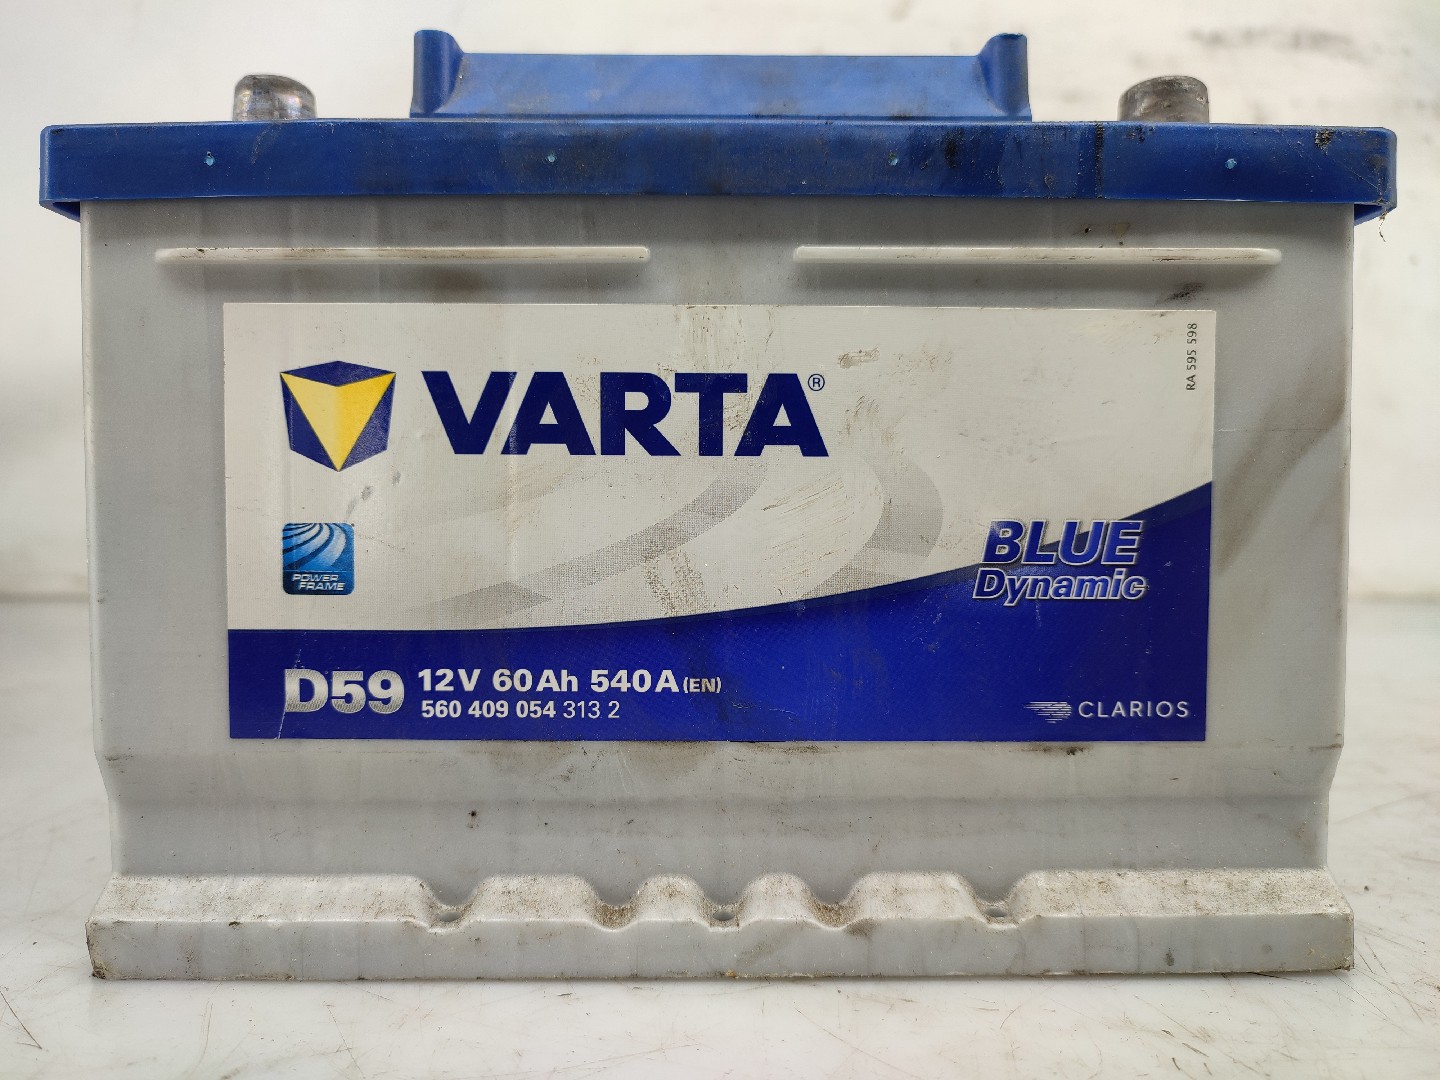 RA 595 598
VARTA®
POWER
FRAME
BLUE
Dynamic
D59 12V 60Ah 540A (EN)
560 409 054 313 2
CLARIOS